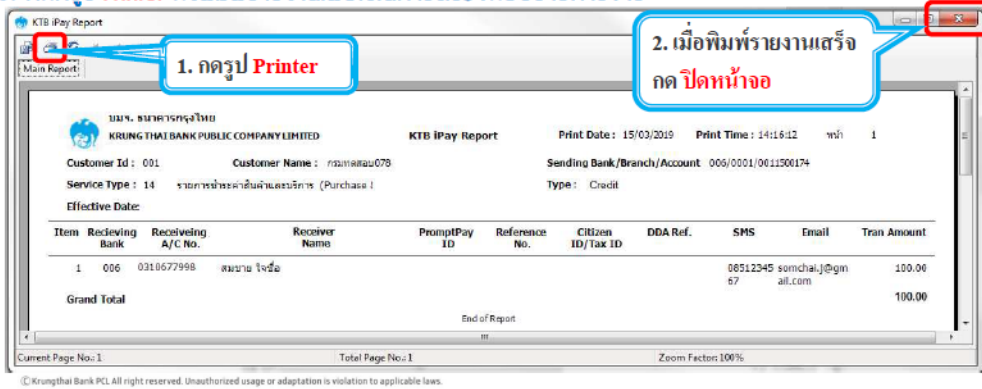 KTB iPay Report
Main Report
1. กดรูป Printer
2. เมื่อพิมพ์รายงานเสร็จ
กด ปิดหน้าจอ
บมจ. ธนาคารกรุงไทย
KRUNG THAI BANK PUBLIC COMPANY LIMITED
KTB iPay Report
Print Date : 15/03/2019 Print Time : 14:16:12 หน้า 1
Customer Id : 001 Customer Name : กรมทดสอบ078 Sending Bank/Branch/Account 006/0001/0011500174
Service Type : 14 รายการชำระค่าสินค้าและบริการ (Purchase Type : Credit
Effective Date:
Item Recieving Bank Receiveing A/C No. Receiver Name PromptPay ID Reference No. Citizen ID/Tax ID DDA Ref. SMS Email Tran Amount
1 006 0310677998 สมชาย ใจซื่อ 0851234567 somchai.j@gmail.com 100.00
Grand Total 100.00
End of Report
Current Page No.: 1 Total Page No.: 1 Zoom Factor: 100%
© Krungthai Bank PCL All right reserved. Unauthorized usage or adaptation is violation to applicable laws.